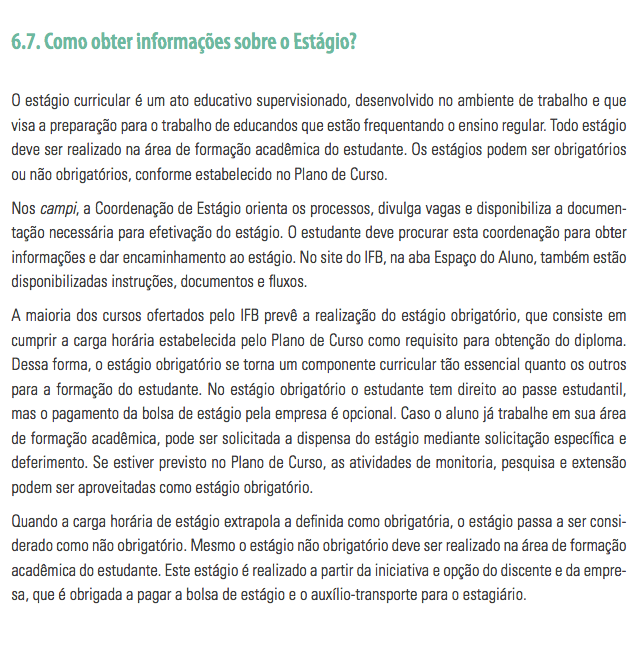 6.7. Como obter informações sobre o Estágio?
O estágio curricular é um ato educativo supervisionado, desenvolvido no ambiente de trabalho e que
visa a preparação para o trabalho de educandos que estão frequentando o ensino regular. Todo estágio
deve ser realizado na área de formação acadêmica do estudante. Os estágios podem ser obrigatórios
ou não obrigatórios, conforme estabelecido no Plano de Curso.
Nos campi, a Coordenação de Estágio orienta os processos, divulga vagas e disponibiliza a documen-
tação necessária para efetivação do estágio. O estudante deve procurar esta coordenação para obter
informações e dar encaminhamento ao estágio. No site do IFB, na aba Espaço do Aluno, também estão
disponibilizadas instruções, documentos e fluxos.
A maioria dos cursos ofertados pelo IFB prevê a realização do estágio obrigatório, que consiste em
cumprir a carga horária estabelecida pelo Plano de Curso como requisito para obtenção do diploma.
Dessa forma, o estágio obrigatório se torna um componente curricular tão essencial quanto os outros
para a formação do estudante. No estágio obrigatório o estudante tem direito ao passe estudantil,
mas o pagamento da bolsa de estágio pela empresa é opcional. Caso o aluno já trabalhe em sua área
de formação acadêmica, pode ser solicitada a dispensa do estágio mediante solicitação específica e
deferimento. Se estiver previsto no Plano de Curso, as atividades de monitoria, pesquisa e extensão
podem ser aproveitadas como estágio obrigatório.
Quando a carga horária de estágio extrapola a definida como obrigatória, o estágio passa a ser consi-
derado como não obrigatório. Mesmo o estágio não obrigatório deve ser realizado na área de formação
acadêmica do estudante. Este estágio é realizado a partir da iniciativa e opção do discente e da empre-
sa, que é obrigada a pagar a bolsa de estágio e o auxílio-transporte para o estagiário.